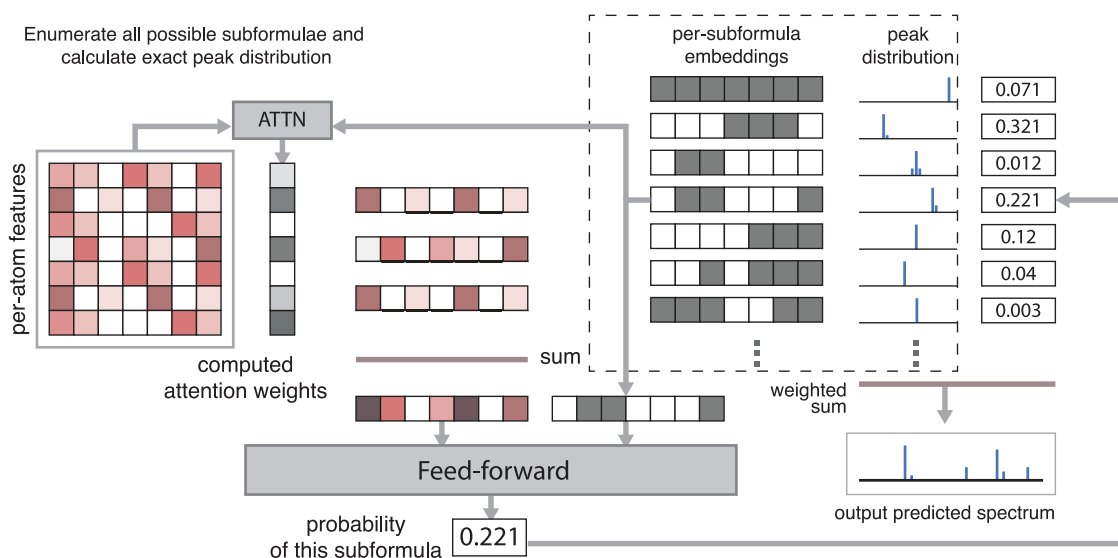 Enumerate all possible subformulae and
calculate exact peak distribution
per-subformula
embeddings
peak
distribution
ATTN
per-atom features
0.071
0.321
0.012
0.221
0.12
0.04
0.003
computed
attention weights
sum
weighted
sum
Feed-forward
output predicted spectrum
probability
of this subformula
0.221